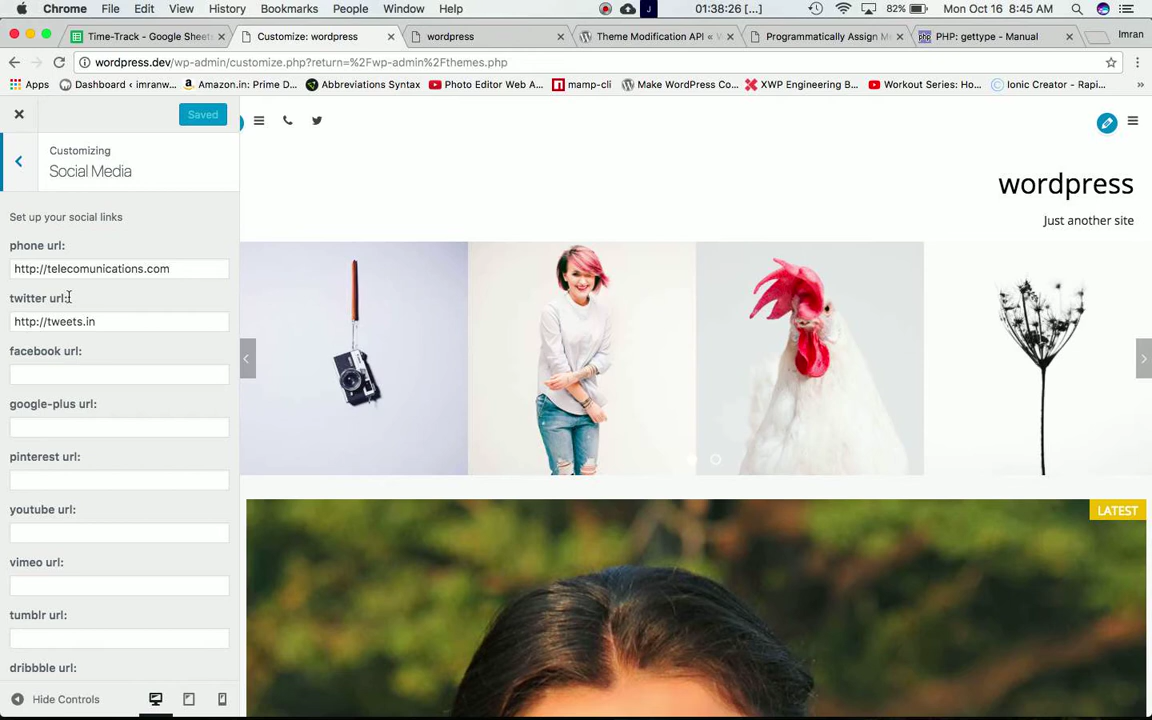 Chrome File Edit View History Bookmarks People Window Help
J 01:38:26 [...] 82% Mon Oct 16 8:45 AM
Time-Track - Google Sheets
Customize: wordpress
wordpress
Theme Modification API « W
Programmatically Assign M
php PHP: gettype - Manual
Imran
wordpress.dev/wp-admin/customize.php?return=%2Fwp-admin%2Fthemes.php
Apps Dashboard ‹ imranw... Amazon.in: Prime D... Abbreviations Syntax Photo Editor Web A... mamp-cli Make WordPress Co... XWP Engineering B... Workout Series: Ho... Ionic Creator - Rapi... »
Saved
Customizing
Social Media
Set up your social links
phone url:
http://telecomunications.com
twitter url:
http://tweets.in
facebook url:
google-plus url:
pinterest url:
youtube url:
vimeo url:
tumblr url:
dribbble url:
Hide Controls
wordpress
Just another site
LATEST